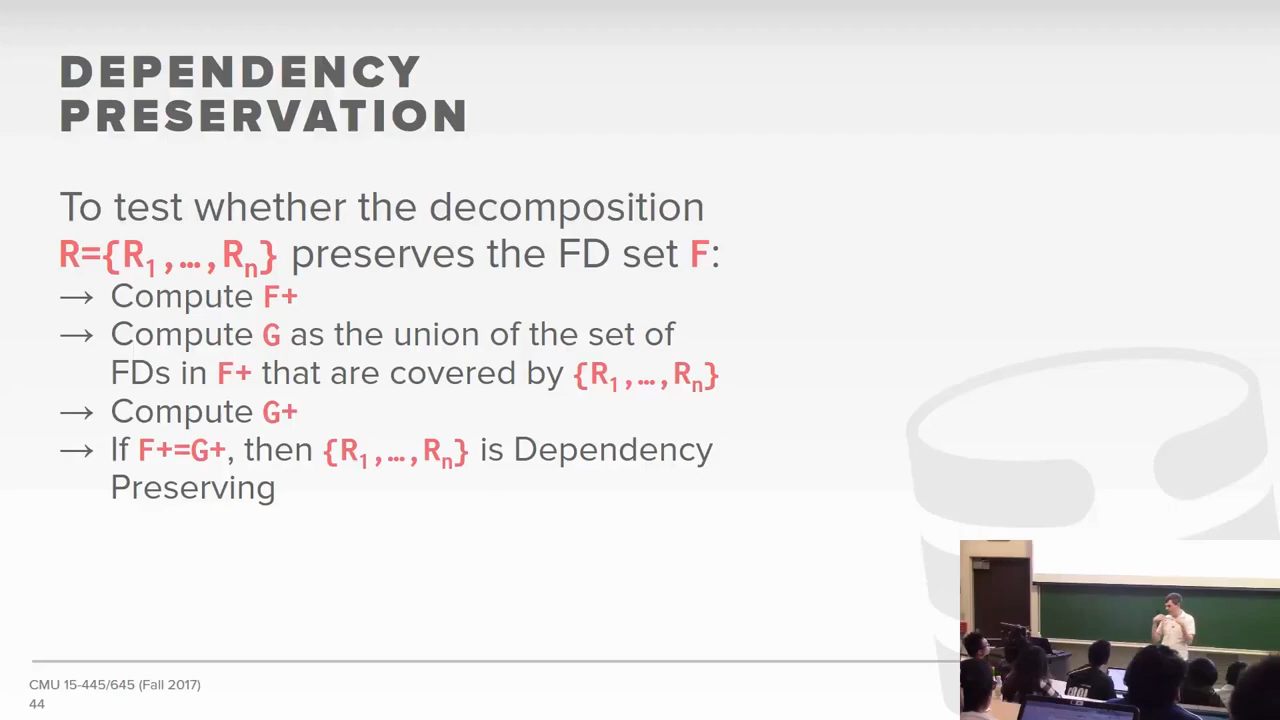 DEPENDENCY
PRESERVATION
To test whether the decomposition
R={R1,…,Rn} preserves the FD set F:
→ Compute F+
→ Compute G as the union of the set of
FDs in F+ that are covered by {R1,…,Rn}
→ Compute G+
→ If F+=G+, then {R1,…,Rn} is Dependency
Preserving
CMU 15-445/645 (Fall 2017)
44